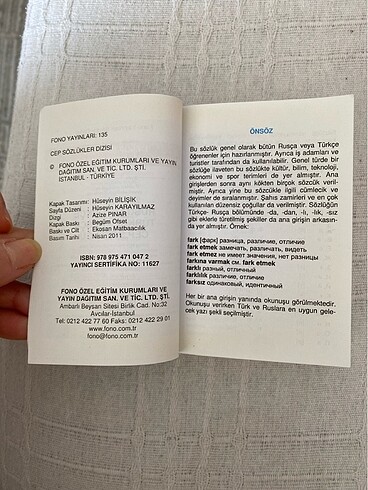 FONO YAYINLARI: 135
CEP SÖZLÜKLER DİZİSİ
© FONO ÖZEL EĞİTİM KURUMLARI VE YAYIN
DAĞITIM SAN. VE TİC. LTD. ŞTİ.
İSTANBUL - TÜRKİYE
Kapak Tasarımı: Hüseyin BİLİŞİK
Sayfa Düzeni : Hüseyin KARAYILMAZ
Dizgi : Azize PINAR
Kapak Baskı : Begüm Ofset
Baskı ve Cilt : Ekosan Matbaacılık
Basım Tarihi : Nisan 2011
ISBN: 978 975 471 047 2
YAYINCI SERTİFİKA NO: 11627
FONO ÖZEL EĞİTİM KURUMLARI VE
YAYIN DAĞITIM SAN. VE TİC. LTD. ŞTİ.
Ambarlı Beysan Sitesi Birlik Cad. No:32
Avcılar-İstanbul
Tel: 0212 422 77 60 Faks: 0212 422 29 01
www.fono.com.tr
fono@fono.com.tr
ÖNSÖZ
Bu sözlük genel olarak bütün Rusça veya Türkçe
öğrenenler için hazırlanmıştır. Ayrıca iş adamları ve
turistler tarafından da kullanılabilir. Genel türde bir
sözlüğe ilaveten bu sözlükte kültür, bilim, teknoloji,
ekonomi ve spor terimleri de yer almıştır. Ana
girişlerden sonra aynı kökten birçok sözcük veril-
miştir. Ayrıca yine bu sözlükle ilgili cümlecik ve
deyimler de sıralanmıştır. Şahıs zamirleri ve en çok
kullanılan düzensiz çoğullar da yer almıştır. Sözlüğün
Türkçe- Rusça bölümünde -da, -dan, -lı, -lık, -sız
gibi eklerle türetilmiş şekiller de ana girişin arkasın-
da yer almıştır. Örnek:
fark [фарк] разница, различие, отличие
fark etmek замечать, различать, видеть
fark etmez не имеет значения, нет разницы
farkına varmak см. fark etmek
farklı разный, отличный
farklılık различие, отличие
farksız одинаковый, идентичный
Her bir ana girişin yanında okunuşu görülmektedir.
Okunuşu verirken Türk ve Ruslara en uygun gele-
cek yazı şekli seçilmiştir.